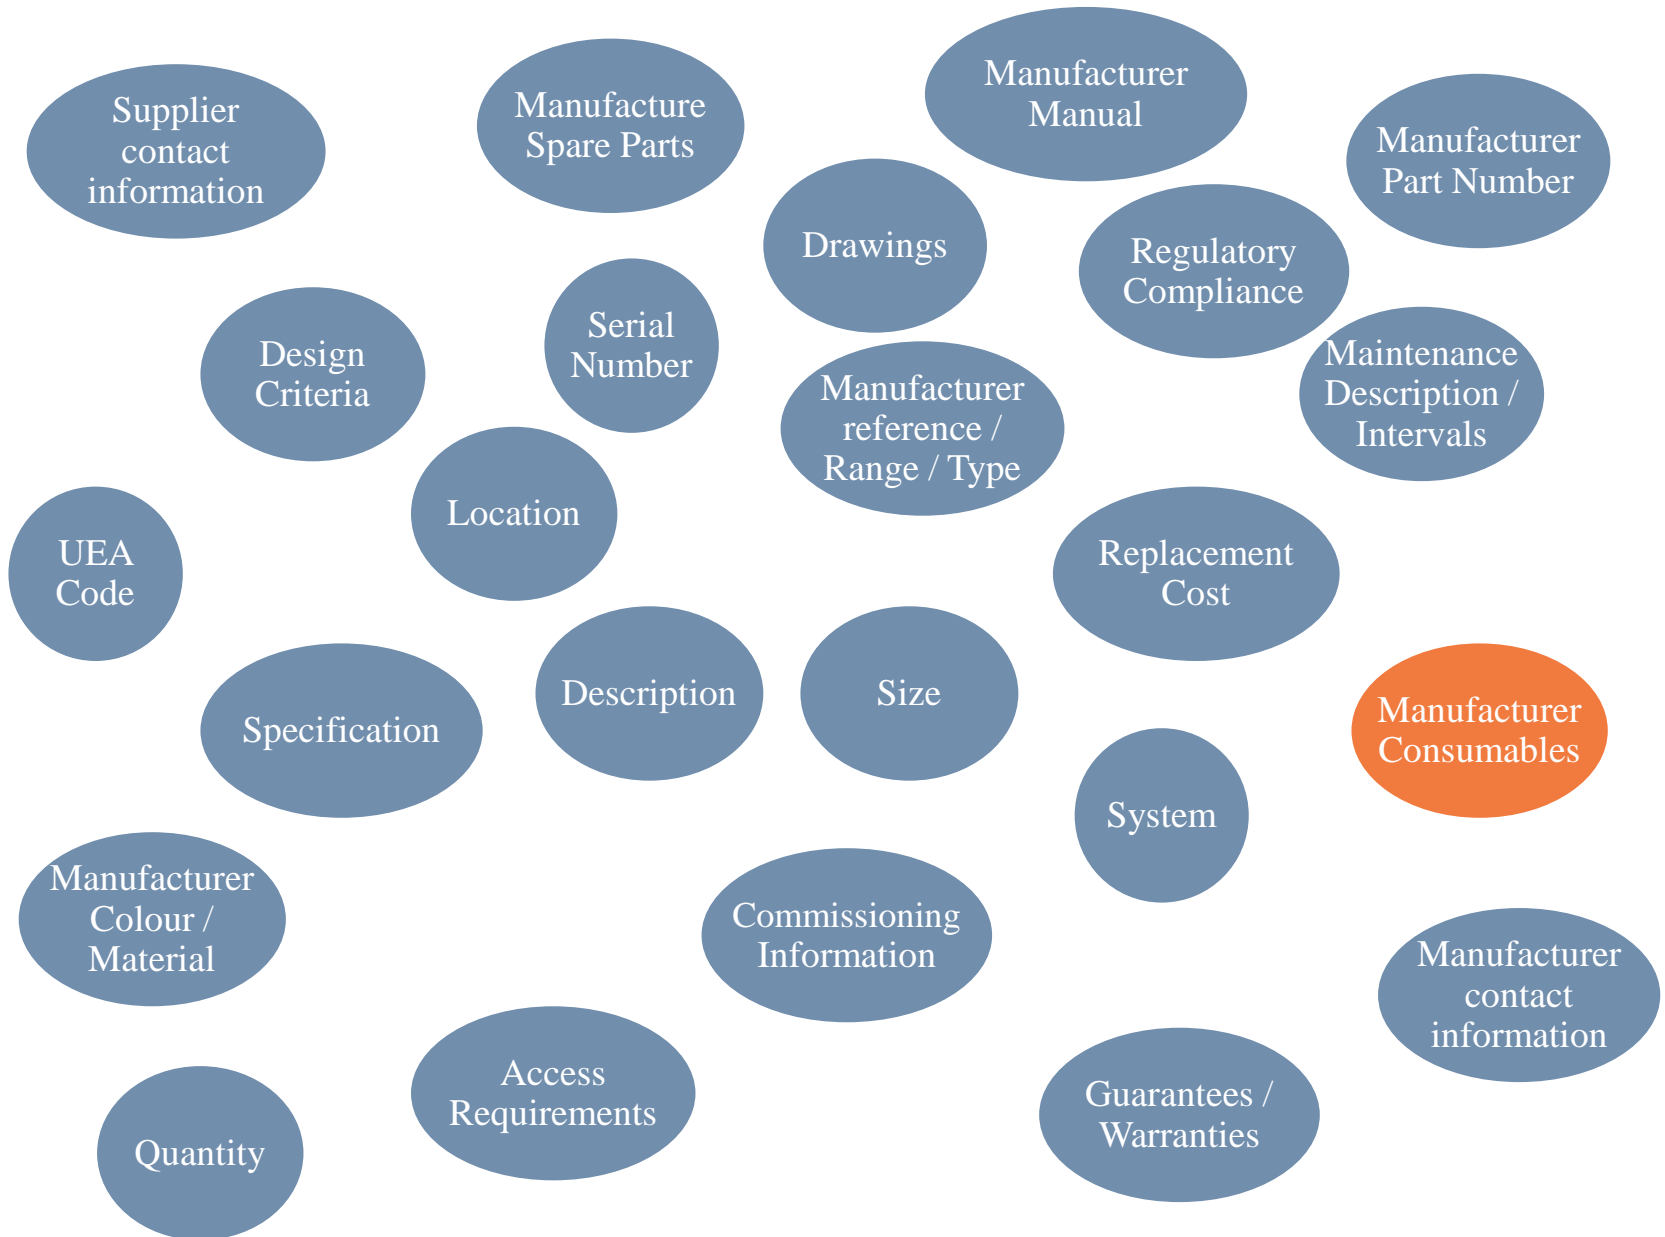 Supplier
contact
information
Manufacture
Spare Parts
Manufacturer
Manual
Manufacturer
Part Number
Drawings
Regulatory
Compliance
Design
Criteria
Serial
Number
Manufacturer
reference /
Range / Type
Maintenance
Description /
Intervals
Location
UEA
Code
Replacement
Cost
Specification
Description
Size
Manufacturer
Consumables
System
Manufacturer
Colour /
Material
Commissioning
Information
Manufacturer
contact
information
Access
Requirements
Guarantees /
Warranties
Quantity